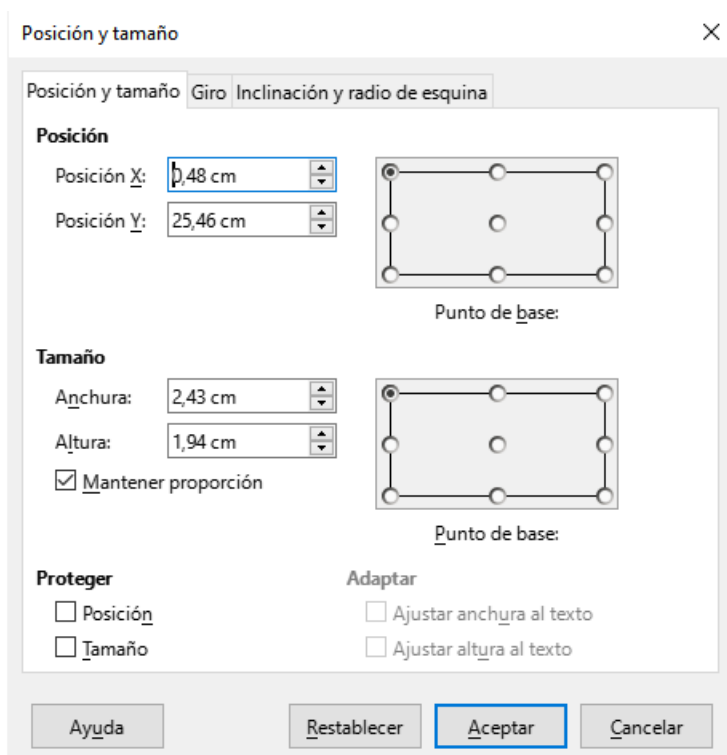 Posición y tamaño
Posición y tamaño Giro Inclinación y radio de esquina
Posición
Posición X: 0,48 cm
Posición Y: 25,46 cm
Punto de base:
Tamaño
Anchura: 2,43 cm
Altura: 1,94 cm
Mantener proporción
Punto de base:
Proteger Adaptar
Posición Ajustar anchura al texto
Tamaño Ajustar altura al texto
Ayuda Restablecer Aceptar Cancelar